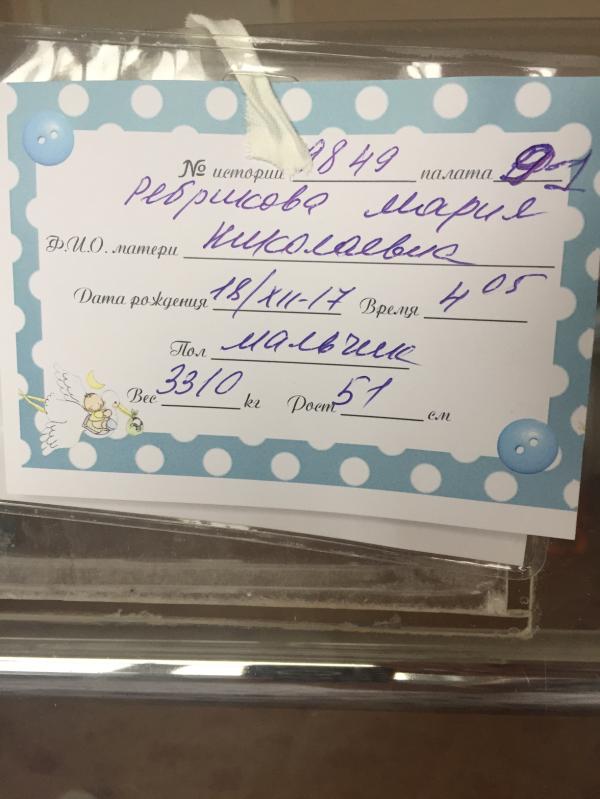 № истории 9849 палата 9-1
Ребрикова Мария
Ф.И.О. матери Николаевна
Дата рождения 18/XII-17 Время 4 05
Пол мальчик
Вес 3310 кг Рост 51 см